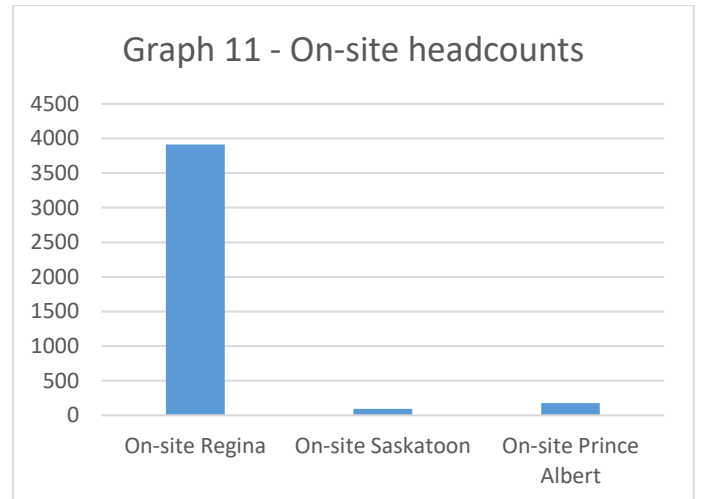 Graph 11 - On-site headcounts
4500
4000
3500
3000
2500
2000
1500
1000
500
0
On-site Regina
On-site Saskatoon
On-site Prince
Albert